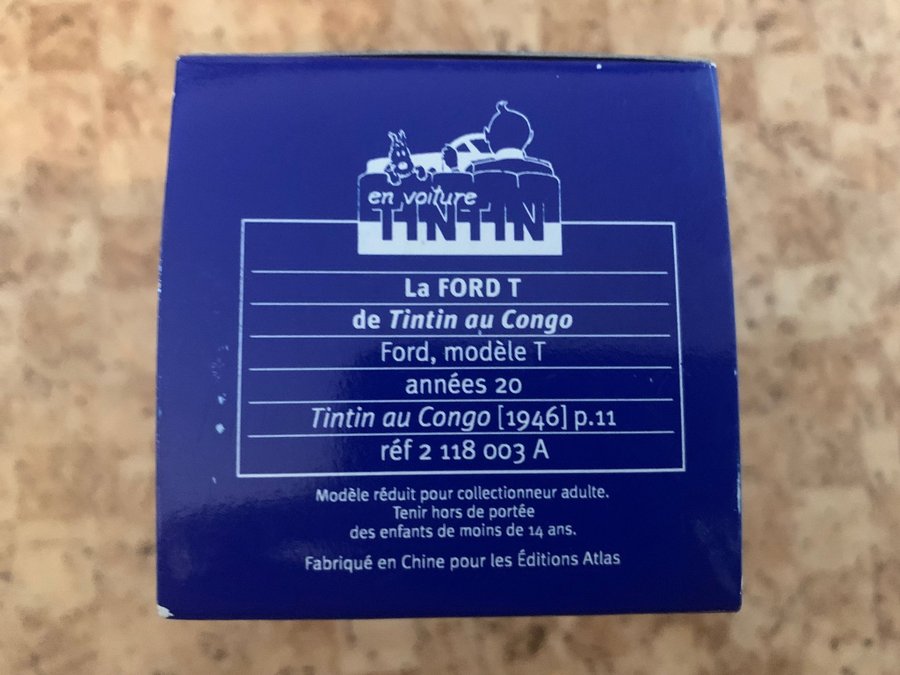 en voiture
TINTIN
La FORD T
de Tintin au Congo
Ford, modèle T
années 20
Tintin au Congo [1946] p.11
réf 2 118 003 A
Modèle réduit pour collectionneur adulte.
Tenir hors de portée
des enfants de moins de 14 ans.
Fabriqué en Chine pour les Éditions Atlas